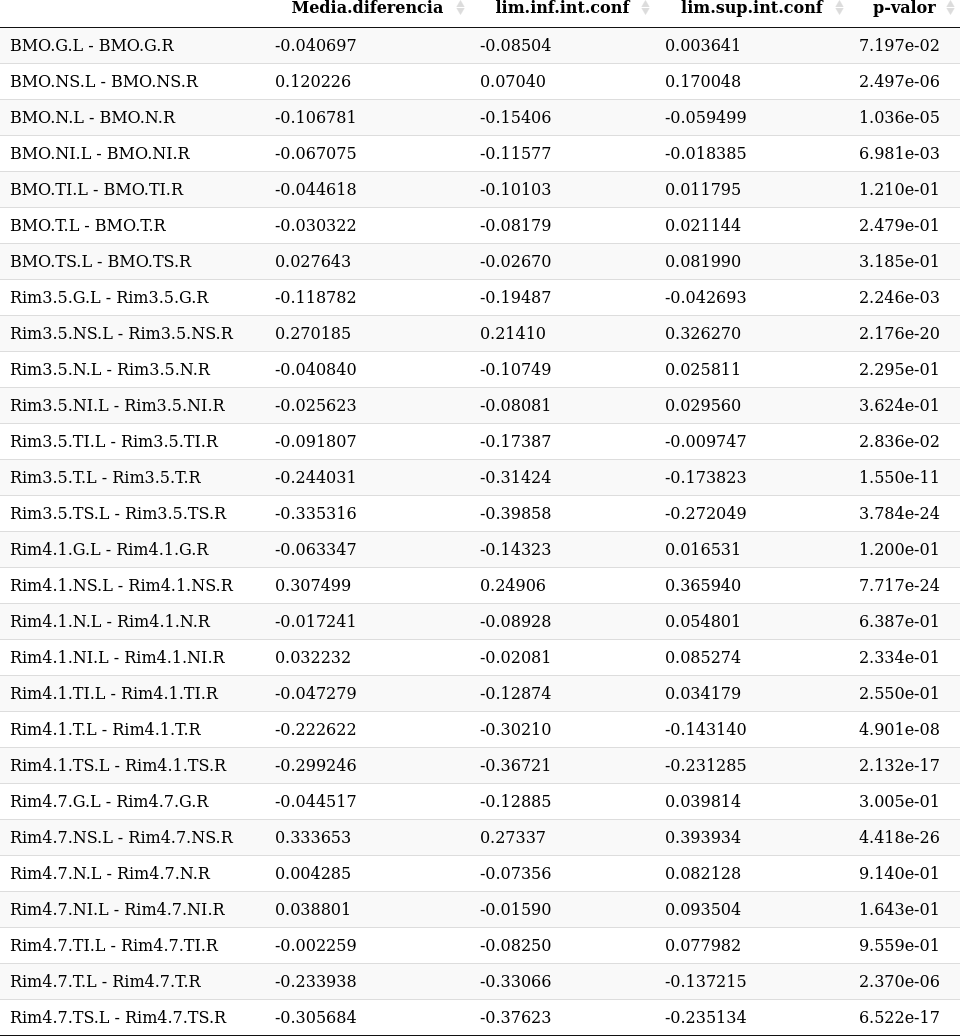 Media.diferencia lim.inf.int.conf lim.sup.int.conf p-valor
BMO.G.L - BMO.G.R -0.040697 -0.08504 0.003641 7.197e-02
BMO.NS.L - BMO.NS.R 0.120226 0.07040 0.170048 2.497e-06
BMO.N.L - BMO.N.R -0.106781 -0.15406 -0.059499 1.036e-05
BMO.NI.L - BMO.NI.R -0.067075 -0.11577 -0.018385 6.981e-03
BMO.TI.L - BMO.TI.R -0.044618 -0.10103 0.011795 1.210e-01
BMO.T.L - BMO.T.R -0.030322 -0.08179 0.021144 2.479e-01
BMO.TS.L - BMO.TS.R 0.027643 -0.02670 0.081990 3.185e-01
Rim3.5.G.L - Rim3.5.G.R -0.118782 -0.19487 -0.042693 2.246e-03
Rim3.5.NS.L - Rim3.5.NS.R 0.270185 0.21410 0.326270 2.176e-20
Rim3.5.N.L - Rim3.5.N.R -0.040840 -0.10749 0.025811 2.295e-01
Rim3.5.NI.L - Rim3.5.NI.R -0.025623 -0.08081 0.029560 3.624e-01
Rim3.5.TI.L - Rim3.5.TI.R -0.091807 -0.17387 -0.009747 2.836e-02
Rim3.5.T.L - Rim3.5.T.R -0.244031 -0.31424 -0.173823 1.550e-11
Rim3.5.TS.L - Rim3.5.TS.R -0.335316 -0.39858 -0.272049 3.784e-24
Rim4.1.G.L - Rim4.1.G.R -0.063347 -0.14323 0.016531 1.200e-01
Rim4.1.NS.L - Rim4.1.NS.R 0.307499 0.24906 0.365940 7.717e-24
Rim4.1.N.L - Rim4.1.N.R -0.017241 -0.08928 0.054801 6.387e-01
Rim4.1.NI.L - Rim4.1.NI.R 0.032232 -0.02081 0.085274 2.334e-01
Rim4.1.TI.L - Rim4.1.TI.R -0.047279 -0.12874 0.034179 2.550e-01
Rim4.1.T.L - Rim4.1.T.R -0.222622 -0.30210 -0.143140 4.901e-08
Rim4.1.TS.L - Rim4.1.TS.R -0.299246 -0.36721 -0.231285 2.132e-17
Rim4.7.G.L - Rim4.7.G.R -0.044517 -0.12885 0.039814 3.005e-01
Rim4.7.NS.L - Rim4.7.NS.R 0.333653 0.27337 0.393934 4.418e-26
Rim4.7.N.L - Rim4.7.N.R 0.004285 -0.07356 0.082128 9.140e-01
Rim4.7.NI.L - Rim4.7.NI.R 0.038801 -0.01590 0.093504 1.643e-01
Rim4.7.TI.L - Rim4.7.TI.R -0.002259 -0.08250 0.077982 9.559e-01
Rim4.7.T.L - Rim4.7.T.R -0.233938 -0.33066 -0.137215 2.370e-06
Rim4.7.TS.L - Rim4.7.TS.R -0.305684 -0.37623 -0.235134 6.522e-17